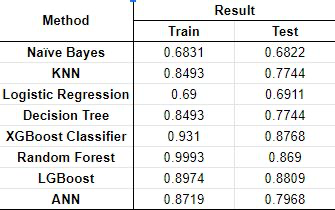 Method Result
Train Test
Naïve Bayes 0.6831 0.6822
KNN 0.8493 0.7744
Logistic Regression 0.69 0.6911
Decision Tree 0.8493 0.7744
XGBoost Classifier 0.931 0.8768
Random Forest 0.9993 0.869
LGBoost 0.8974 0.8809
ANN 0.8719 0.7968